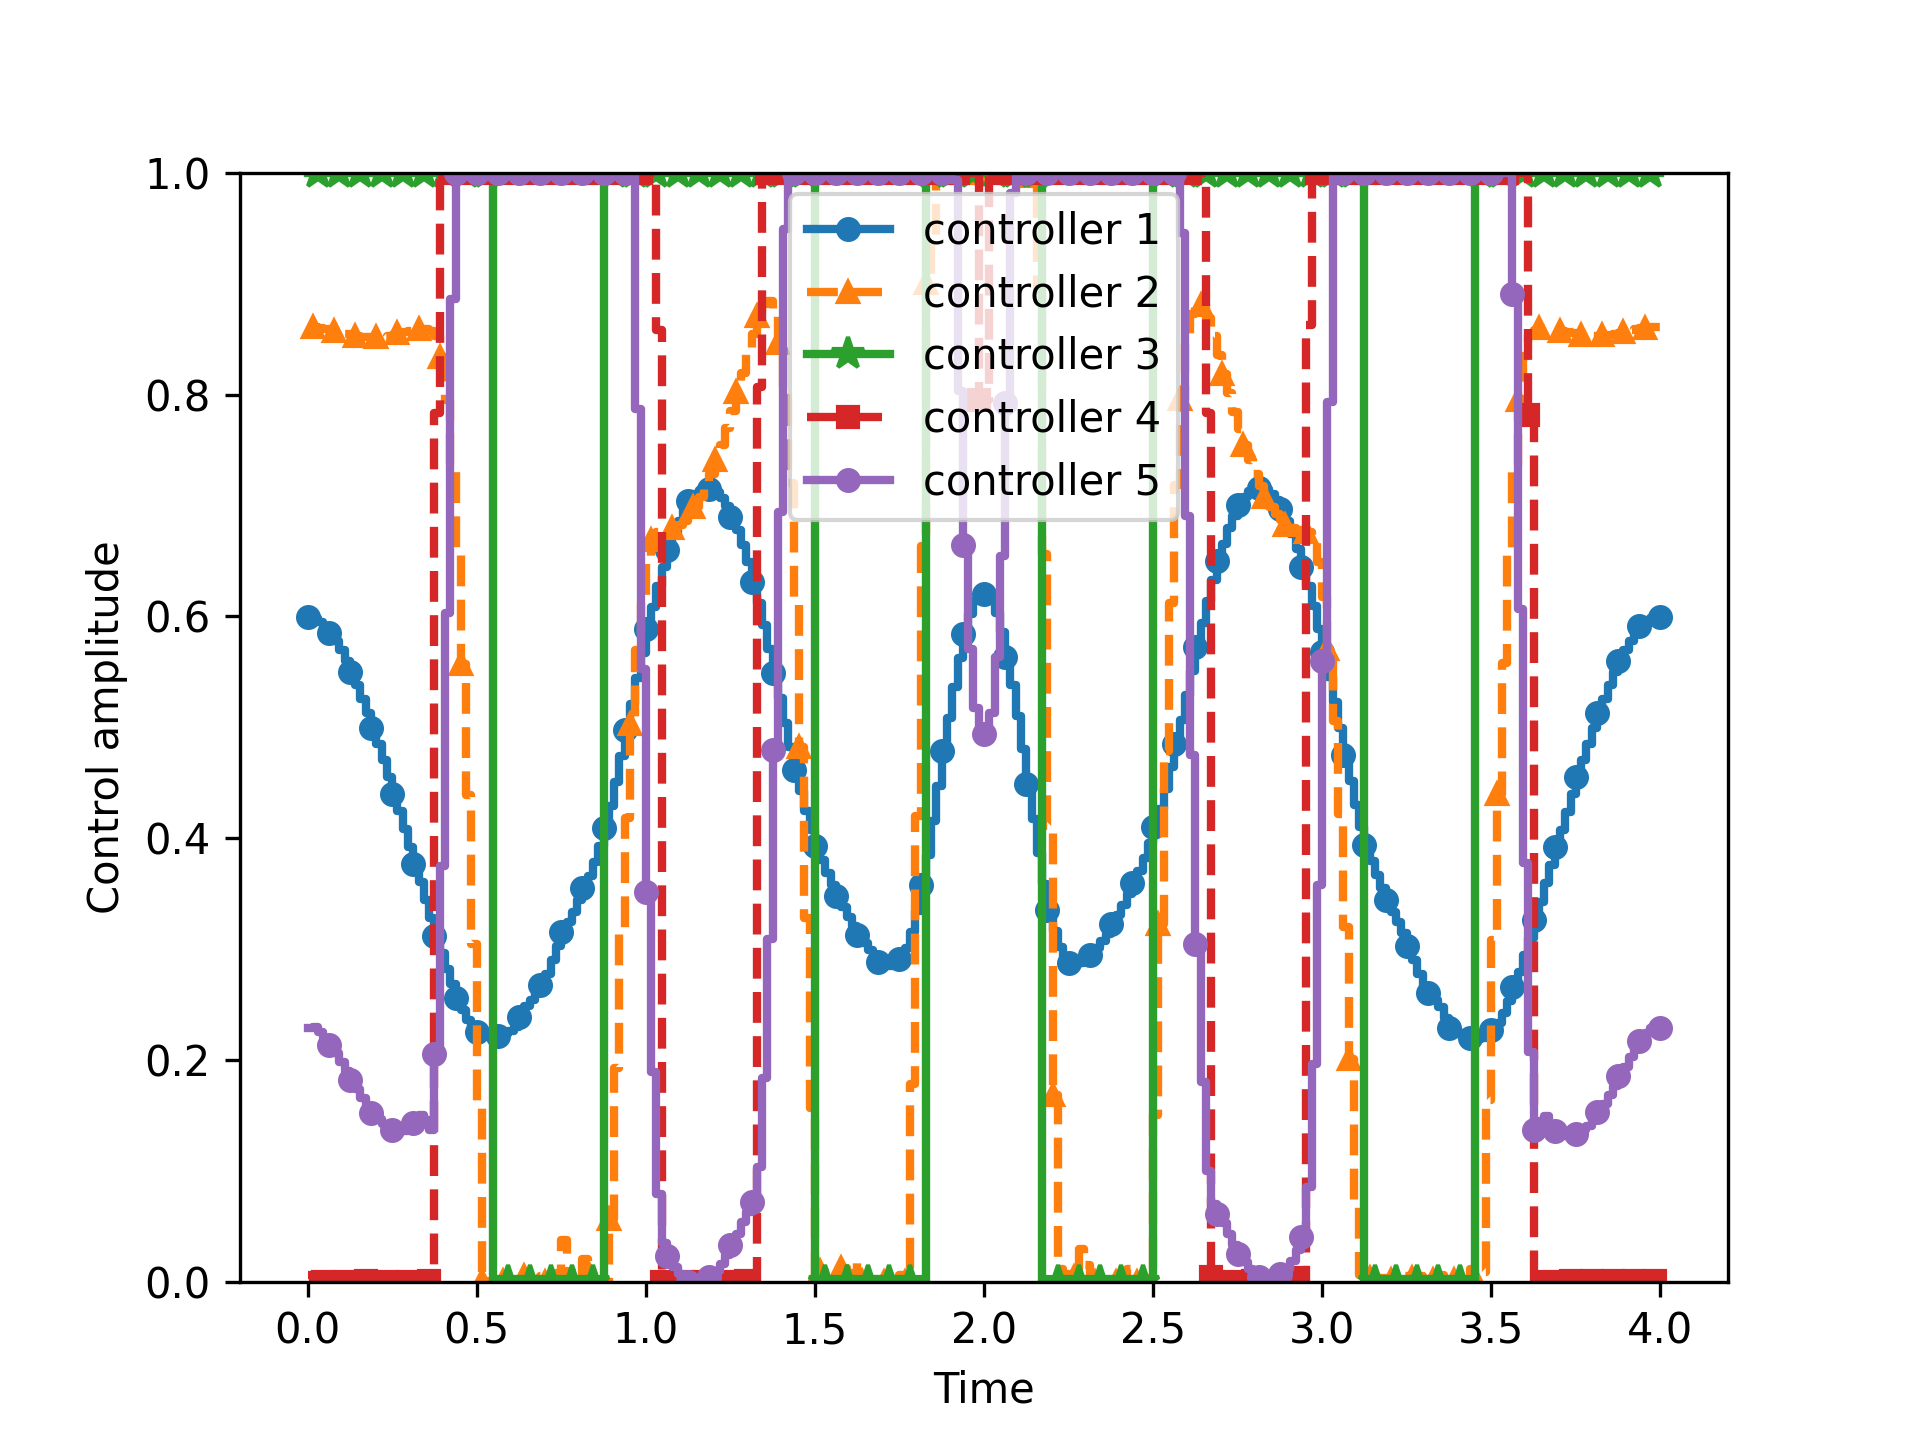 1.0
0.8
0.6
0.4
0.2
0.0
Control amplitude
controller 1
controller 2
controller 3
controller 4
controller 5
0.0 0.5 1.0 1.5 2.0 2.5 3.0 3.5 4.0
Time